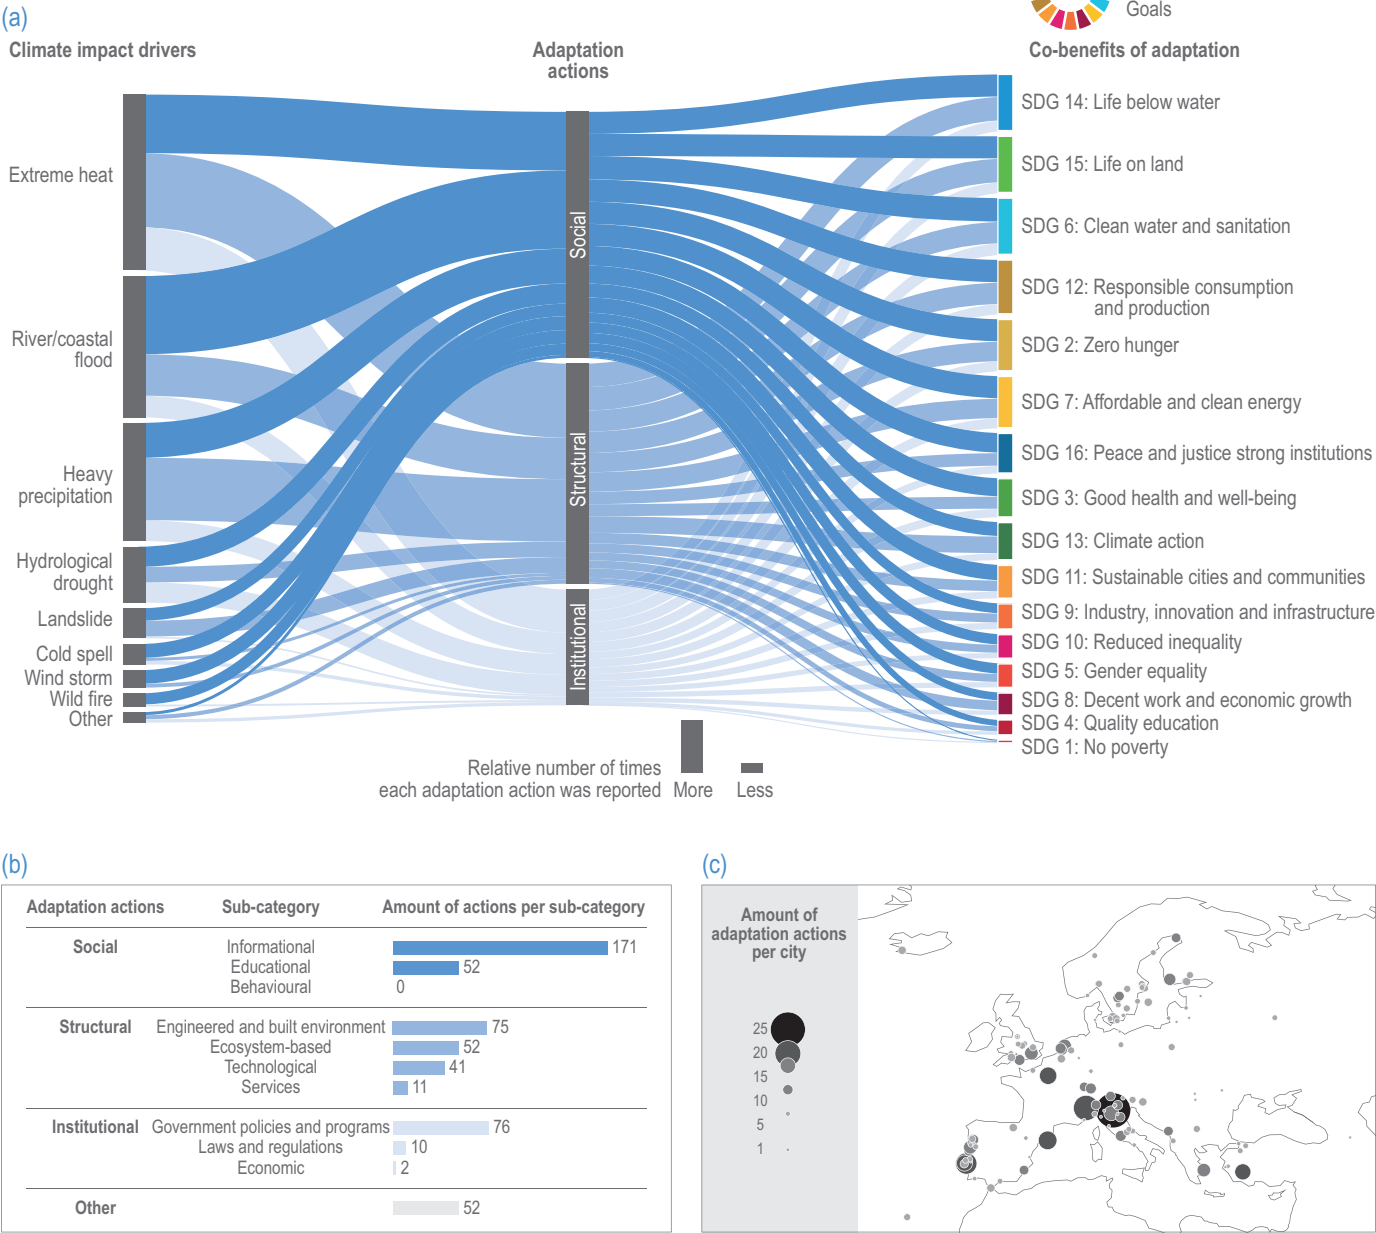 (a)
Goals
Climate impact drivers
Adaptation
actions
Co-benefits of adaptation
Extreme heat
River/coastal
flood
Heavy
precipitation
Hydrological
drought
Landslide
Cold spell
Wind storm
Wild fire
Other
Social
Structural
Institutional
SDG 14: Life below water
SDG 15: Life on land
SDG 6: Clean water and sanitation
SDG 12: Responsible consumption
and production
SDG 2: Zero hunger
SDG 7: Affordable and clean energy
SDG 16: Peace and justice strong institutions
SDG 3: Good health and well-being
SDG 13: Climate action
SDG 11: Sustainable cities and communities
SDG 9: Industry, innovation and infrastructure
SDG 10: Reduced inequality
SDG 5: Gender equality
SDG 8: Decent work and economic growth
SDG 4: Quality education
SDG 1: No poverty
Relative number of times
each adaptation action was reported
More
Less
(b)
Adaptation actions Sub-category Amount of actions per sub-category
Social Informational 171
Educational 52
Behavioural 0
Structural Engineered and built environment 75
Ecosystem-based 52
Technological 41
Services 11
Institutional Government policies and programs 76
Laws and regulations 10
Economic 2
Other 52
(c)
Amount of
adaptation actions
per city
25
20
15
10
5
1